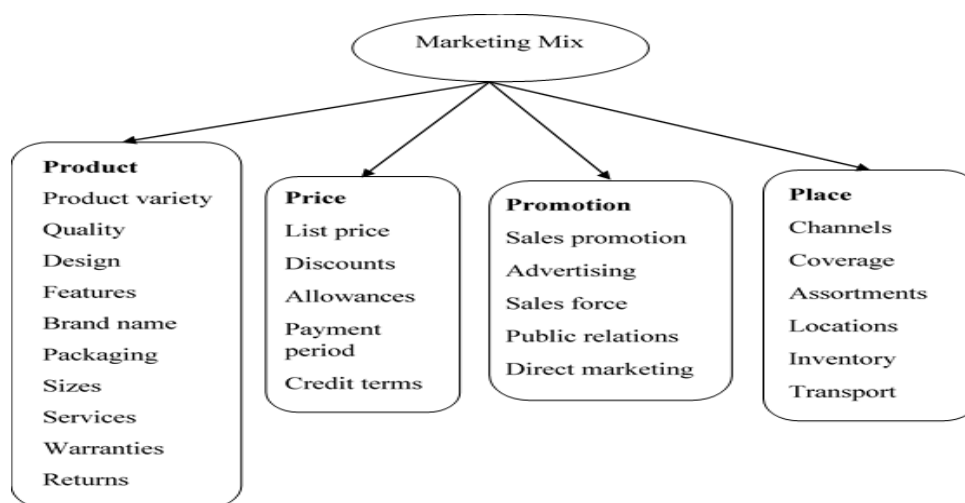 Marketing Mix
Product
Product variety
Quality
Design
Features
Brand name
Packaging
Sizes
Services
Warranties
Returns
Price
List price
Discounts
Allowances
Payment
period
Credit terms
Promotion
Sales promotion
Advertising
Sales force
Public relations
Direct marketing
Place
Channels
Coverage
Assortments
Locations
Inventory
Transport